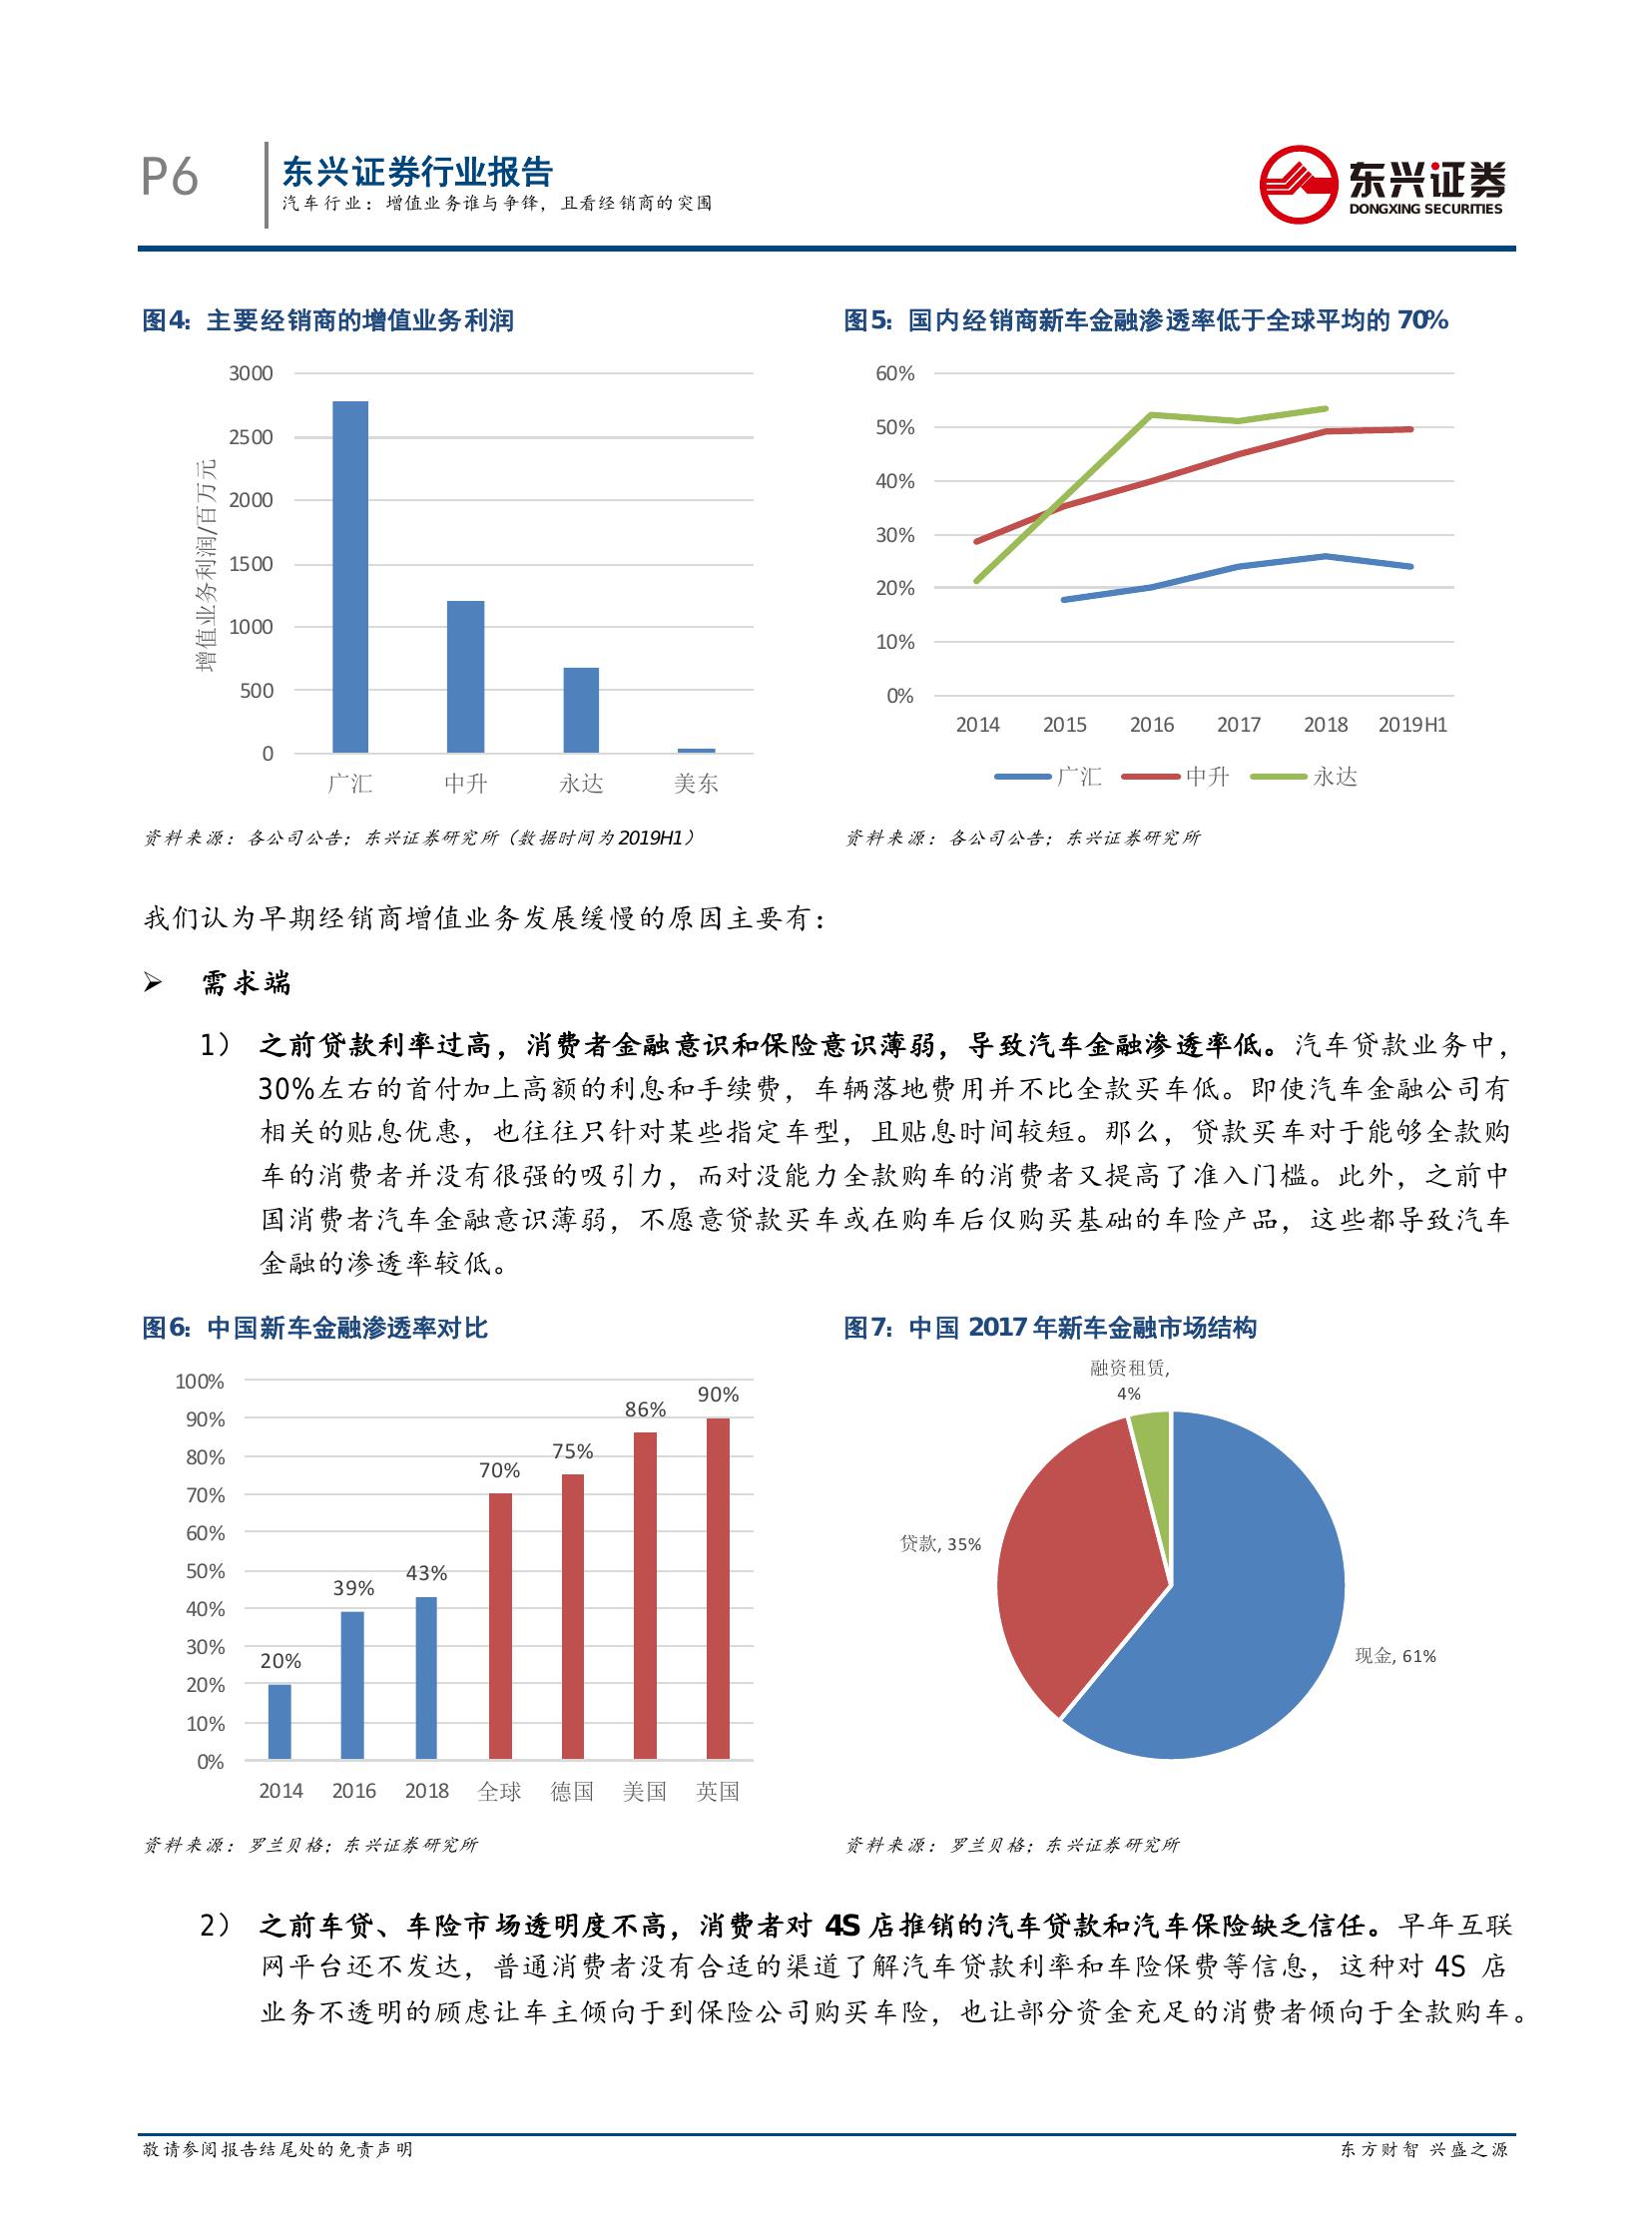 P6
东兴证券行业报告
汽车行业：增值业务谁与争锋，且看经销商的突围
东兴证券
DONGXING SECURITIES
图4：主要经销商的增值业务利润
3000
2500
2000
1500
1000
500
0
增值业务利润/百万元
广汇 中升 永达 美东
资料来源：各公司公告；东兴证券研究所（数据时间为2019H1）
图5：国内经销商新车金融渗透率低于全球平均的 70%
60%
50%
40%
30%
20%
10%
0%
2014 2015 2016 2017 2018 2019H1
广汇 中升 永达
资料来源：各公司公告；东兴证券研究所
我们认为早期经销商增值业务发展缓慢的原因主要有：
➢ 需求端
1） 之前贷款利率过高，消费者金融意识和保险意识薄弱，导致汽车金融渗透率低。汽车贷款业务中，
30%左右的首付加上高额的利息和手续费，车辆落地费用并不比全款买车低。即使汽车金融公司有
相关的贴息优惠，也往往只针对某些指定车型，且贴息时间较短。那么，贷款买车对于能够全款购
车的消费者并没有很强的吸引力，而对没能力全款购车的消费者又提高了准入门槛。此外，之前中
国消费者汽车金融意识薄弱，不愿意贷款买车或在购车后仅购买基础的车险产品，这些都导致汽车
金融的渗透率较低。
图6：中国新车金融渗透率对比
100%
90%
80%
70%
60%
50%
40%
30%
20%
10%
0%
20%
39%
43%
70%
75%
86%
90%
2014 2016 2018 全球 德国 美国 英国
资料来源：罗兰贝格；东兴证券研究所
图7：中国 2017 年新车金融市场结构
融资租赁,
4%
贷款, 35%
现金, 61%
资料来源：罗兰贝格；东兴证券研究所
2） 之前车贷、车险市场透明度不高，消费者对 4S 店推销的汽车贷款和汽车保险缺乏信任。早年互联
网平台还不发达，普通消费者没有合适的渠道了解汽车贷款利率和车险保费等信息，这种对 4S 店
业务不透明的顾虑让车主倾向于到保险公司购买车险，也让部分资金充足的消费者倾向于全款购车。
敬请参阅报告结尾处的免责声明
东方财智 兴盛之源